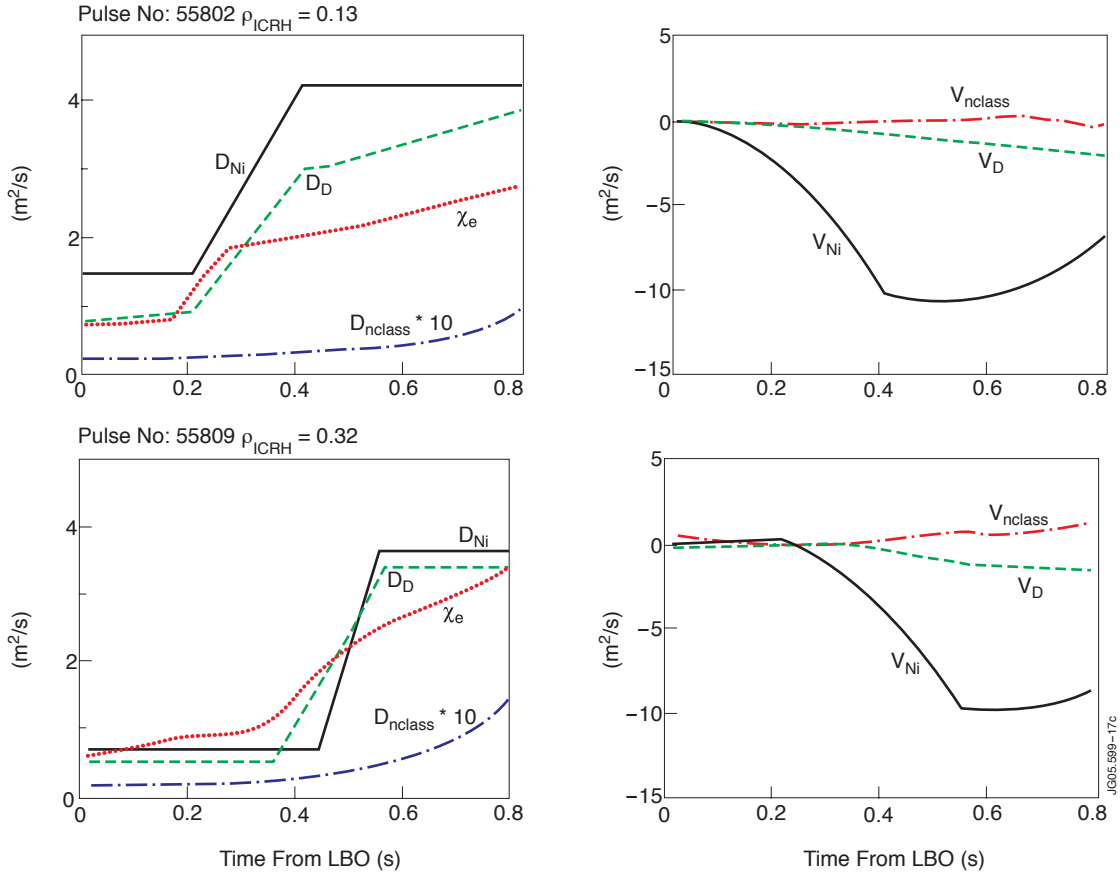 Pulse No: 55802 ρICRH = 0.13
(m²/s)
4
2
0
0
0.2
0.4
0.6
0.8
DNi
DD
χe
Dnclass * 10
(m²/s)
5
0
−5
−10
−15
0
0.2
0.4
0.6
0.8
Vnclass
VD
VNi
Pulse No: 55809 ρICRH = 0.32
(m²/s)
4
2
0
0
0.2
0.4
0.6
0.8
DNi
DD
χe
Dnclass * 10
Time From LBO (s)
(m²/s)
5
0
−5
−10
−15
0
0.2
0.4
0.6
0.8
Vnclass
VD
VNi
Time From LBO (s)
JG05.599−17c